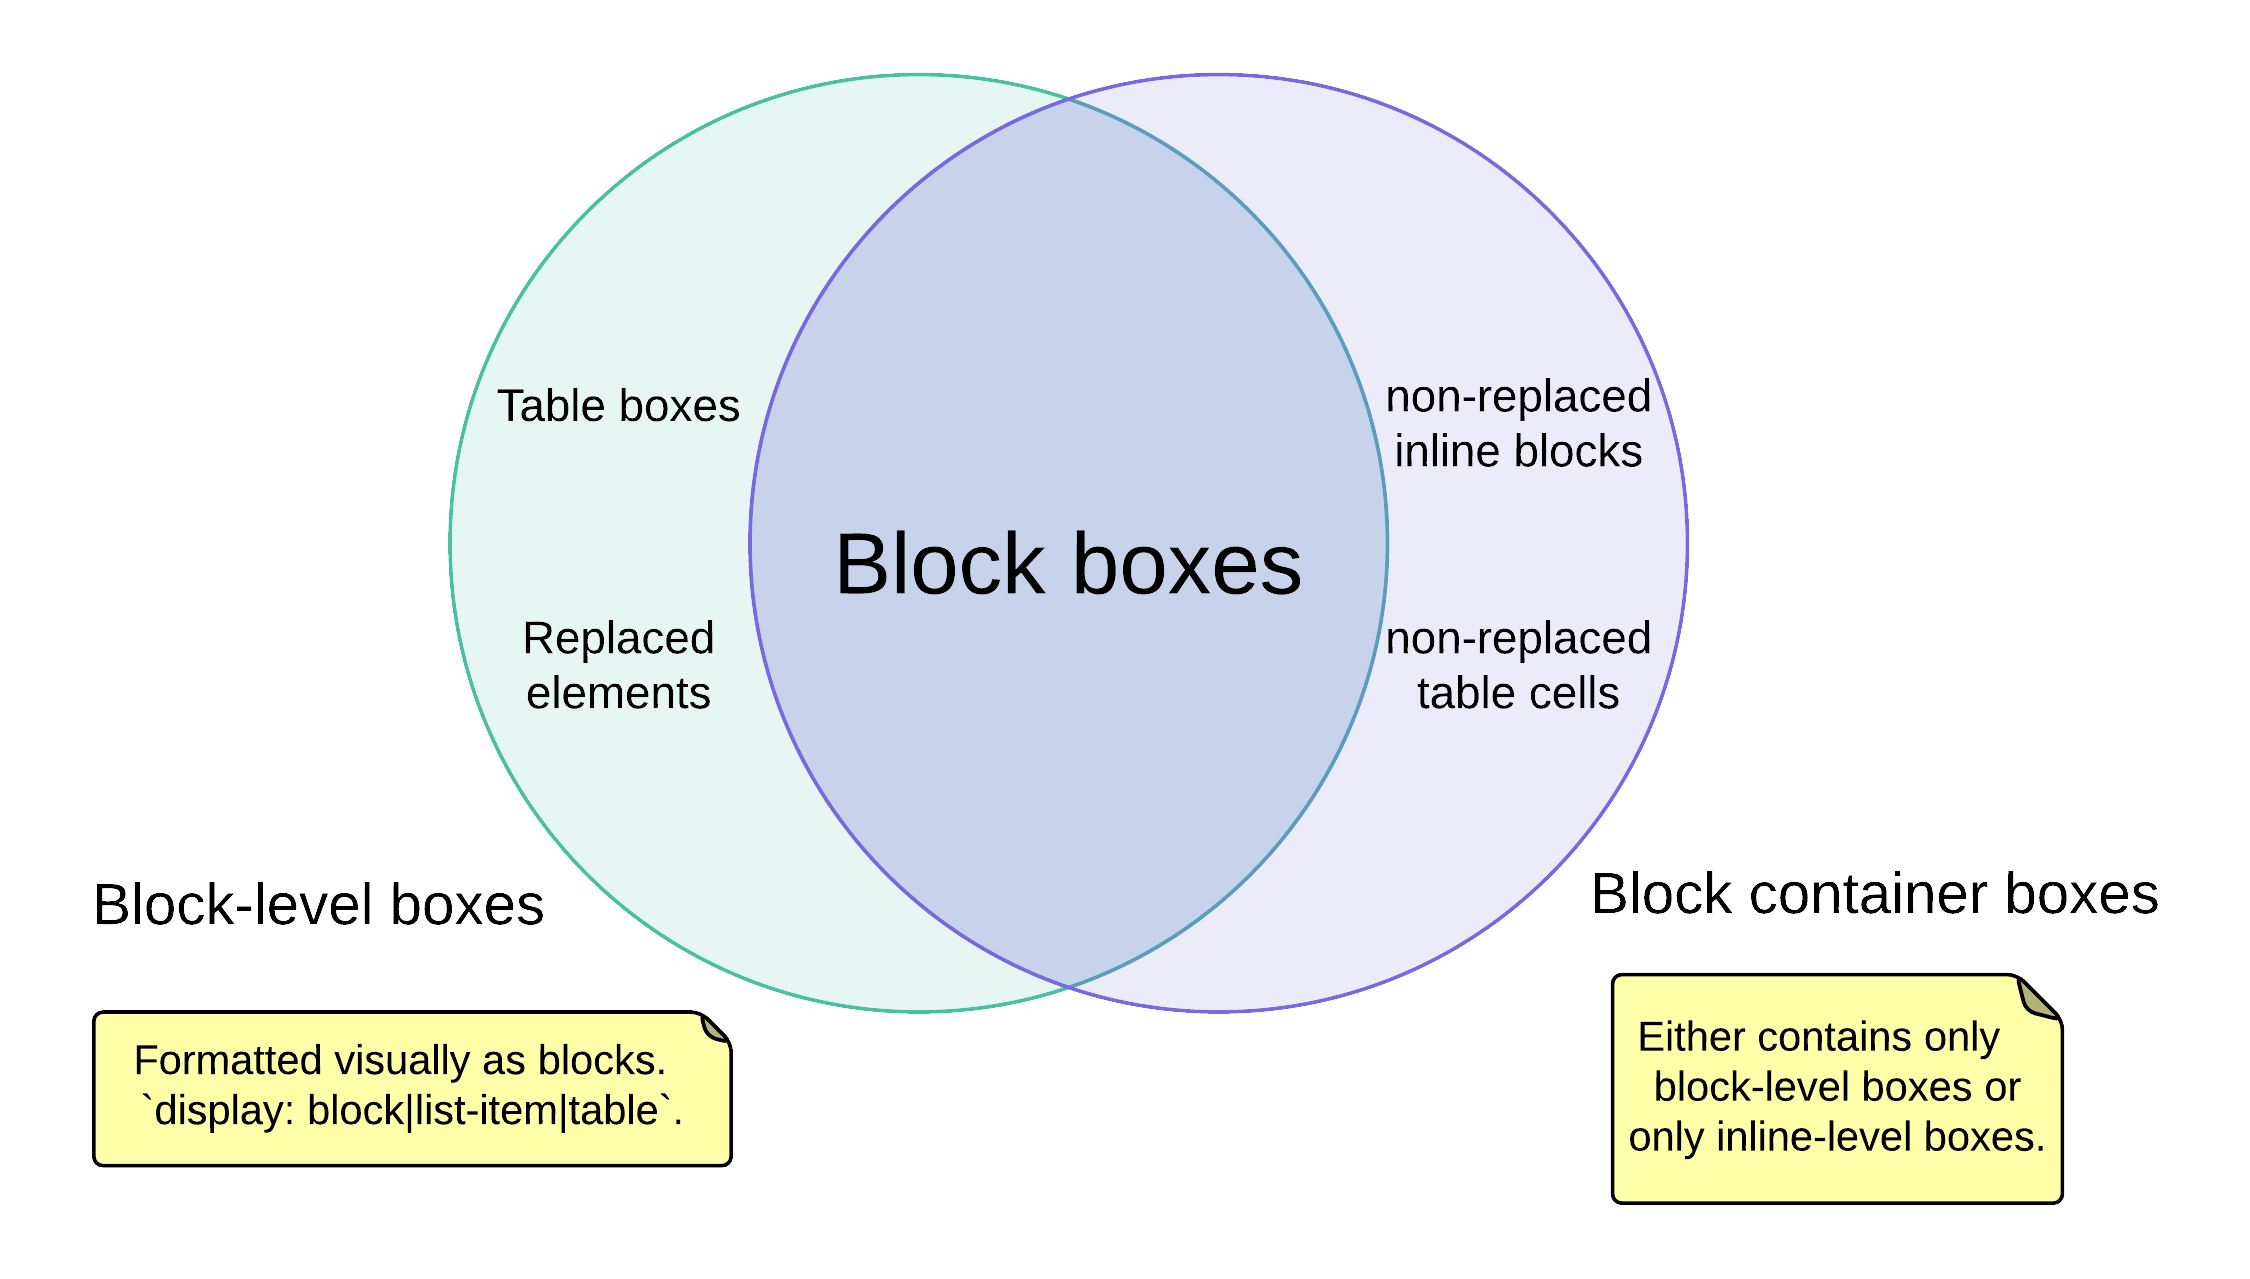 Table boxes
Replaced
elements
Block boxes
non-replaced
inline blocks
non-replaced
table cells
Block-level boxes
Formatted visually as blocks.
`display: block|list-item|table`.
Block container boxes
Either contains only
block-level boxes or
only inline-level boxes.